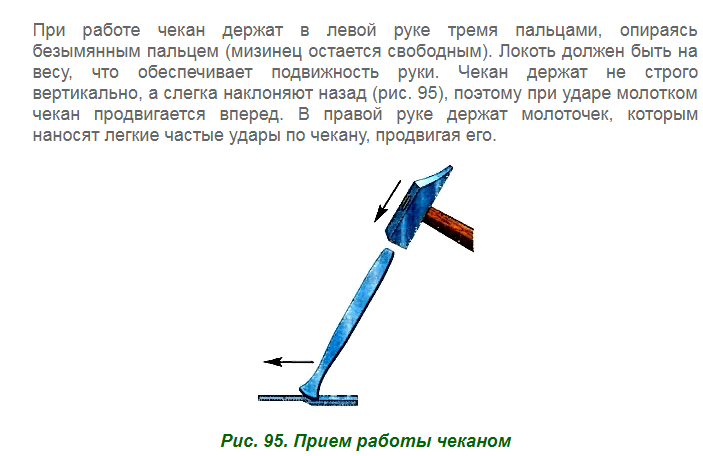 При работе чекан держат в левой руке тремя пальцами, опираясь
безымянным пальцем (мизинец остается свободным). Локоть должен быть на
весу, что обеспечивает подвижность руки. Чекан держат не строго
вертикально, а слегка наклоняют назад (рис. 95), поэтому при ударе молотком
чекан продвигается вперед. В правой руке держат молоточек, которым
наносят легкие частые удары по чекану, продвигая его.
Рис. 95. Прием работы чеканом